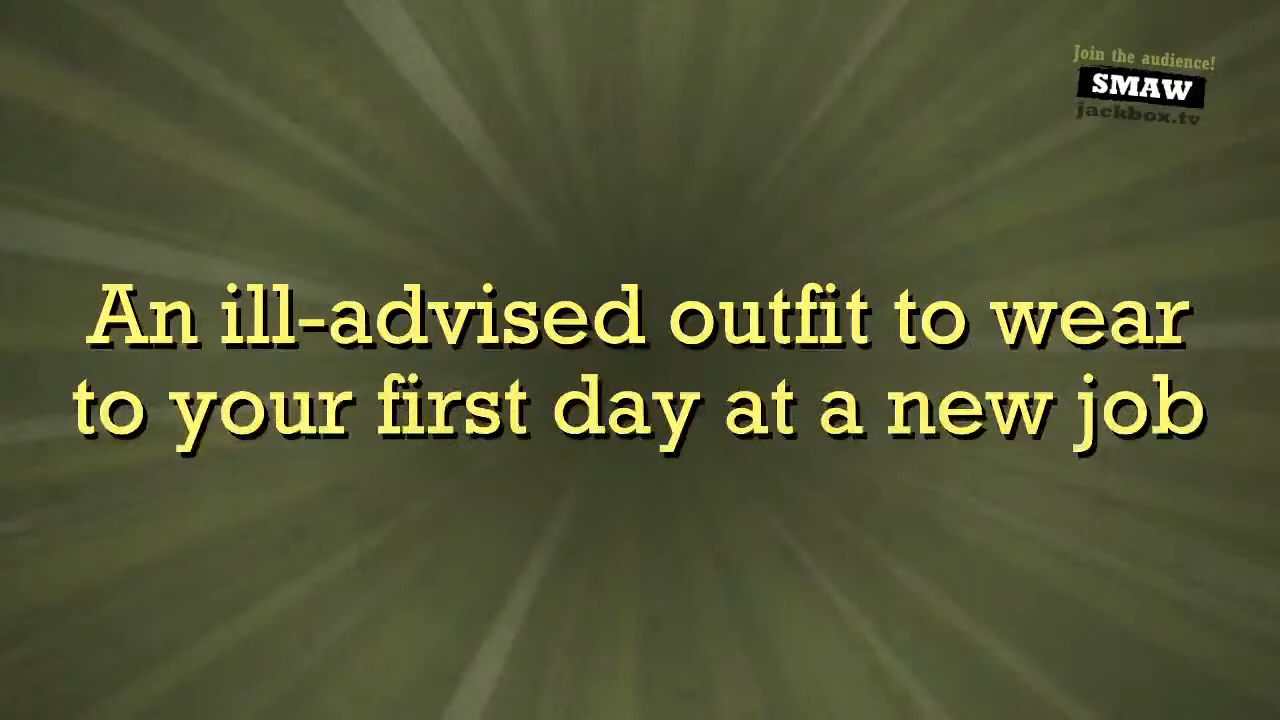 Join the audience!
SMAW
jackbox.tv
An ill-advised outfit to wear
to your first day at a new job